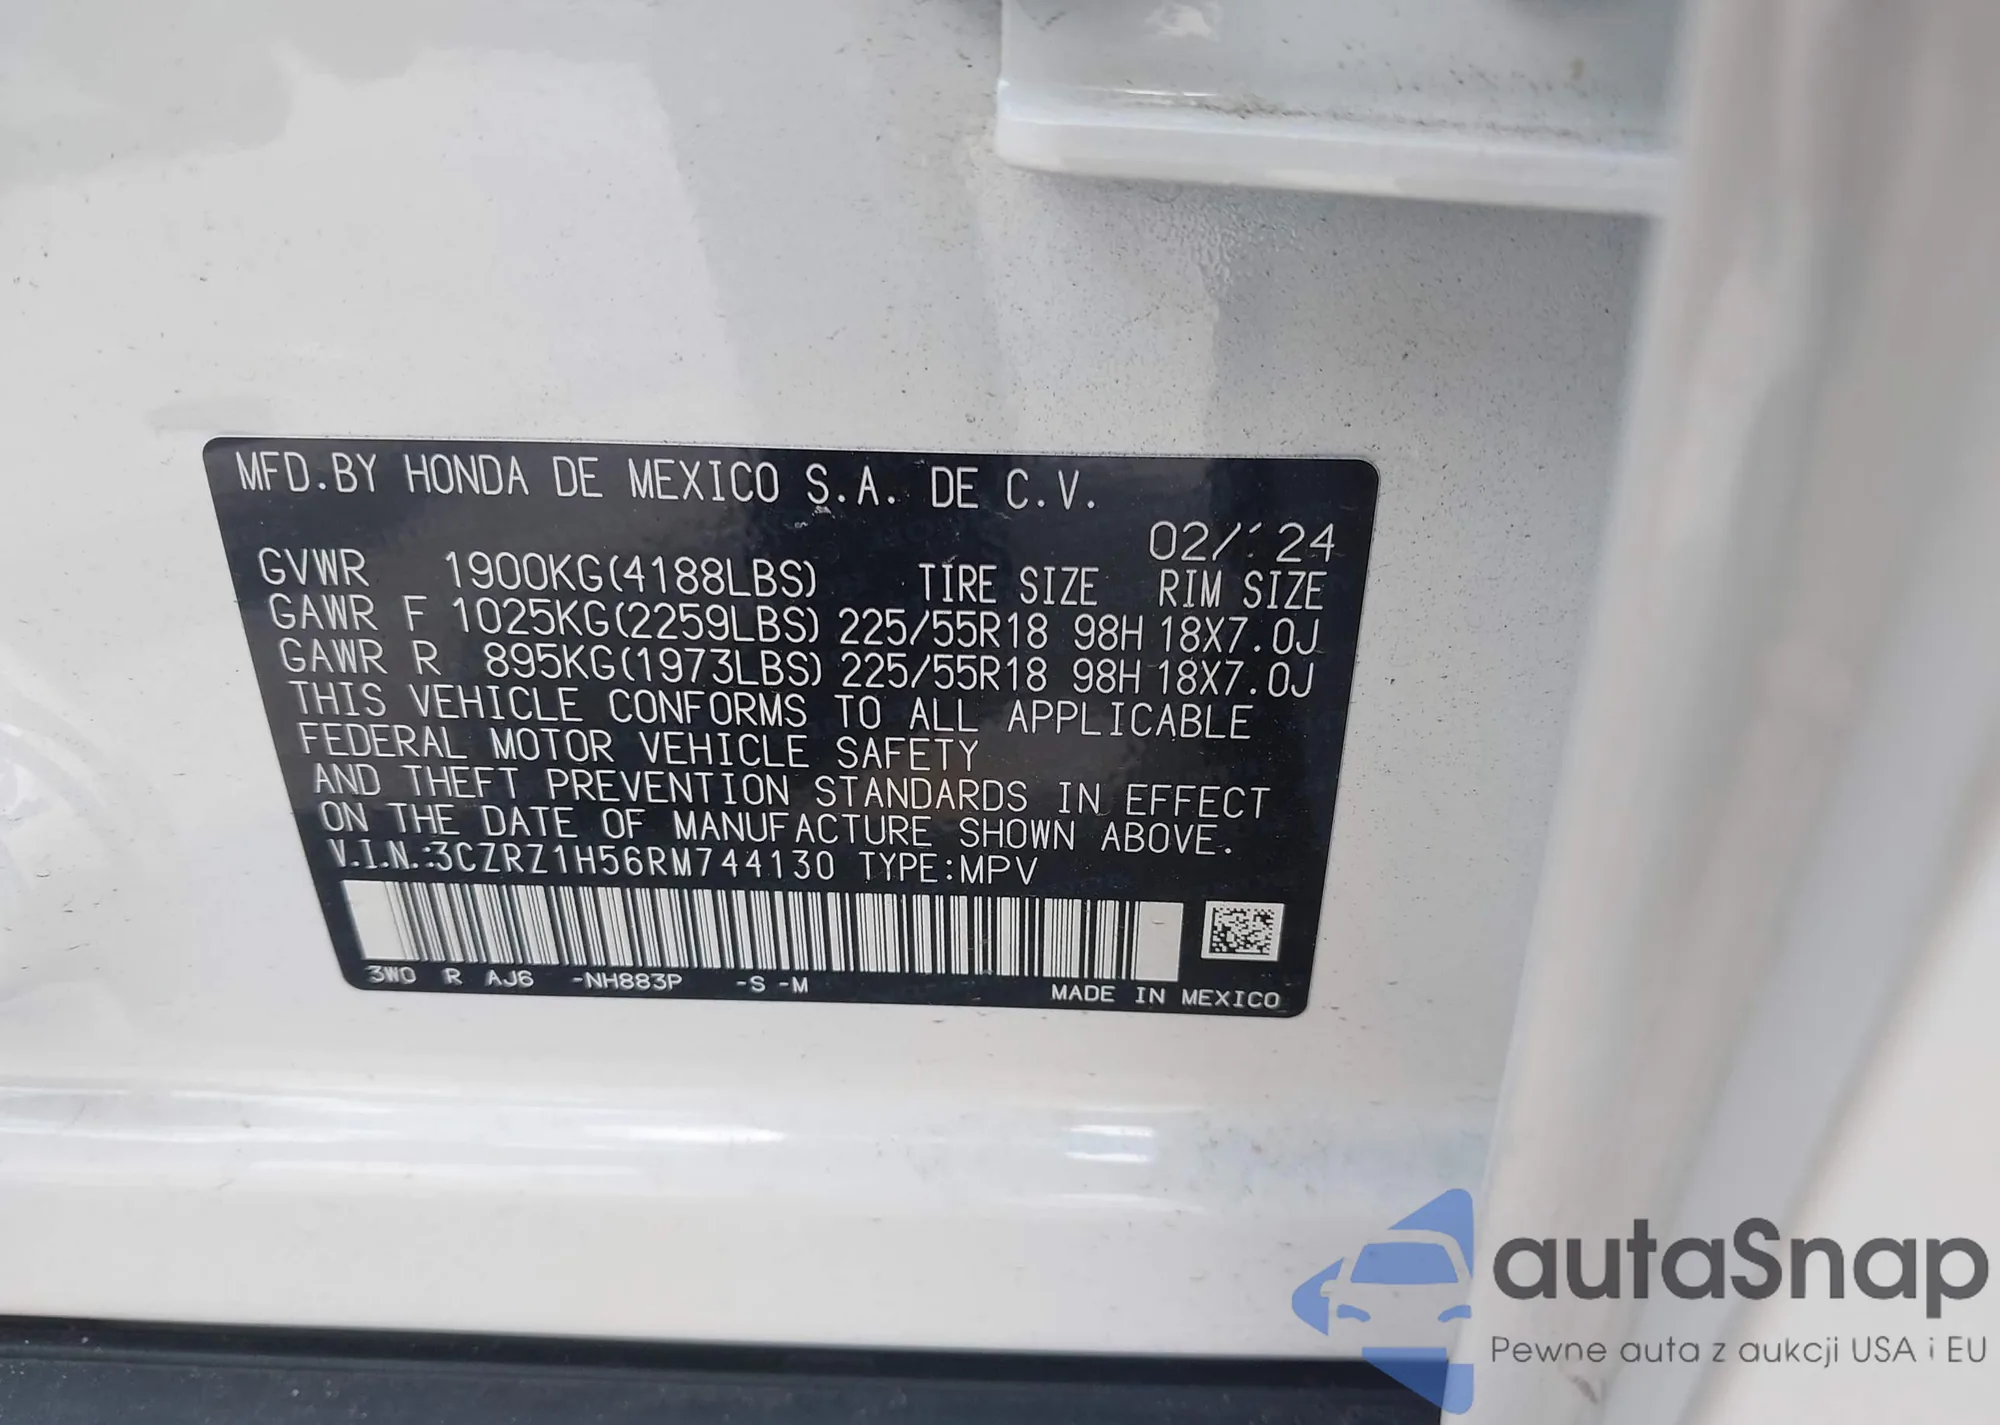 MFD.BY HONDA DE MEXICO S.A. DE C.V.
02/'24
GVWR 1900KG(4188LBS) TIRE SIZE RIM SIZE
GAWR F 1025KG(2259LBS) 225/55R18 98H 18X7.0J
GAWR R 895KG(1973LBS) 225/55R18 98H 18X7.0J
THIS VEHICLE CONFORMS TO ALL APPLICABLE
FEDERAL MOTOR VEHICLE SAFETY
AND THEFT PREVENTION STANDARDS IN EFFECT
ON THE DATE OF MANUFACTURE SHOWN ABOVE.
V.I.N.:3CZRZ1H56RM744130 TYPE:MPV
3WO R AJ6 -NH883P -S -M
MADE IN MEXICO
autaSnap
Pewne auta z aukcji USA i EU